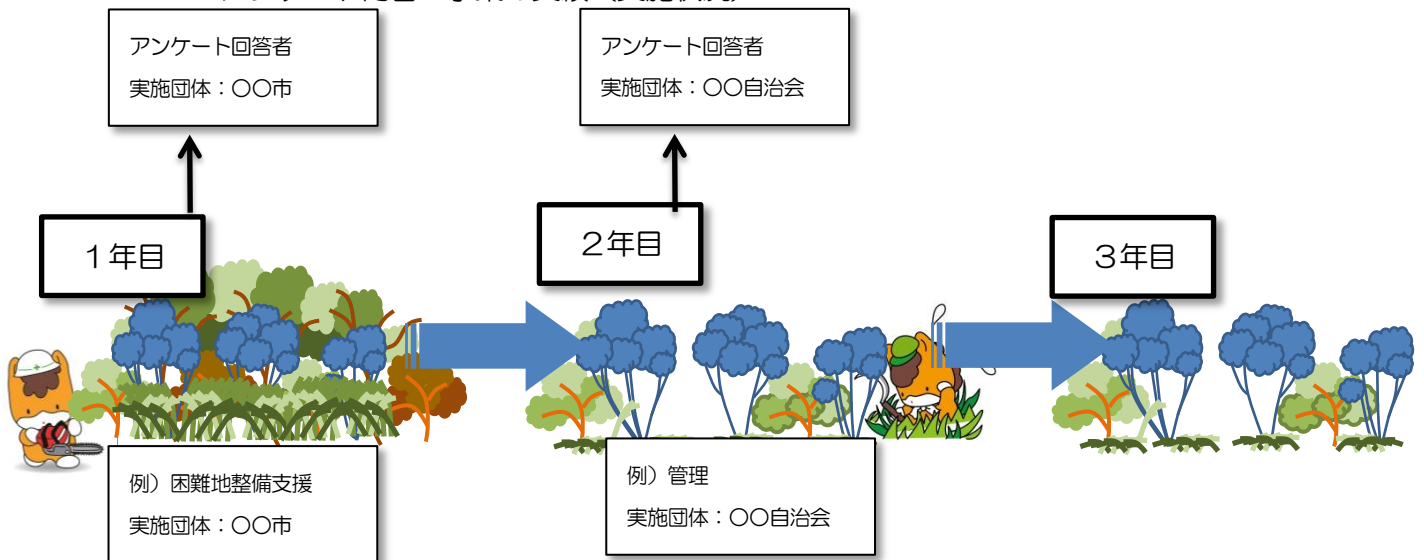 アンケート回答者
実施団体：〇〇市
アンケート回答者
実施団体：〇〇自治会
１年目
２年目
３年目
例）困難地整備支援
実施団体：〇〇市
例）管理
実施団体：〇〇自治会